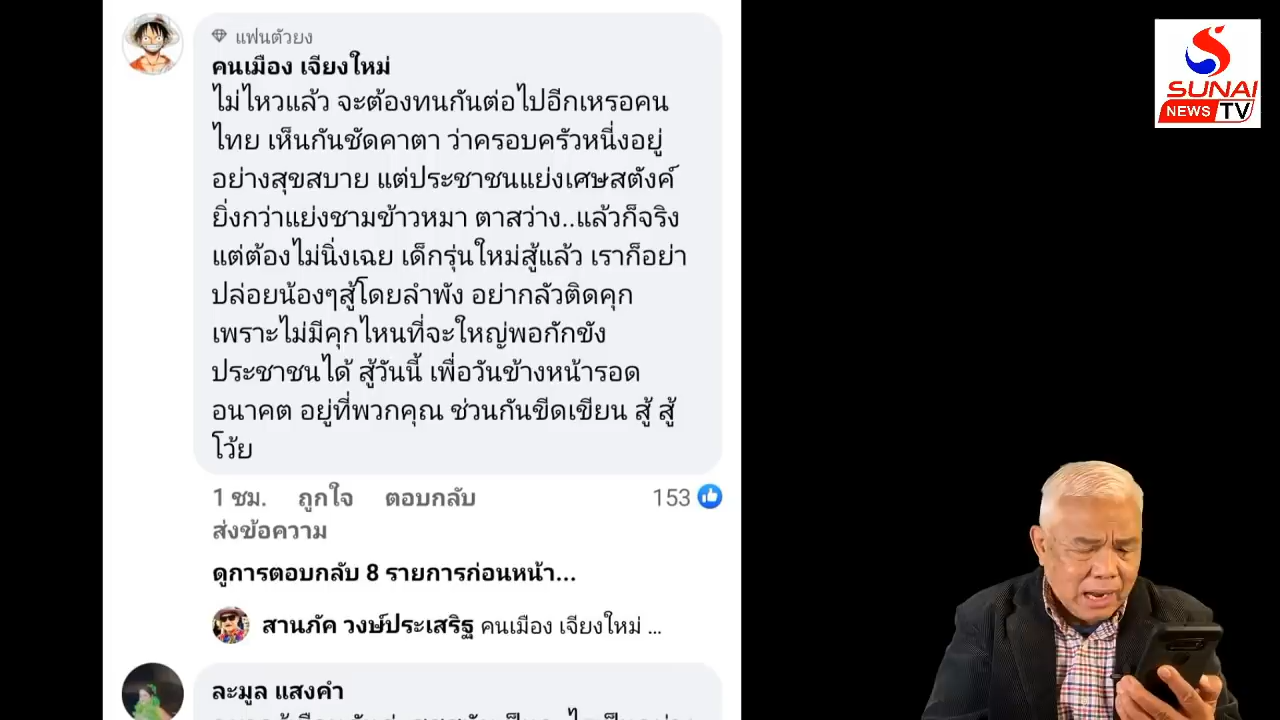 แฟนตัวยง
คนเมือง เจียงใหม่
ไม่ไหวแล้ว จะต้องทนกันต่อไปอีกเหรอคน
ไทย เห็นกันชัดคาตา ว่าครอบครัวหนึ่งอยู่
อย่างสุขสบาย แต่ประชาชนแย่งเศษสตังค์
ยิ่งกว่าแย่งชามข้าวหมา ตาสว่าง..แล้วก็จริง
แต่ต้องไม่นิ่งเฉย เด็กรุ่นใหม่สู้แล้ว เราก็อย่า
ปล่อยน้องๆสู้โดยลำพัง อย่ากลัวติดคุก
เพราะไม่มีคุกไหนที่จะใหญ่พอกักขัง
ประชาชนได้ สู้วันนี้ เพื่อวันข้างหน้ารอด
อนาคต อยู่ที่พวกคุณ ช่วนกันขีดเขียน สู้ สู้
โว้ย
1 ชม. ถูกใจ ตอบกลับ 153
ส่งข้อความ
ดูการตอบกลับ 8 รายการก่อนหน้า...
สานภัค วงษ์ประเสริฐ คนเมือง เจียงใหม่ ...
ละมูล แสงคำ
SUNAI
NEWS TV